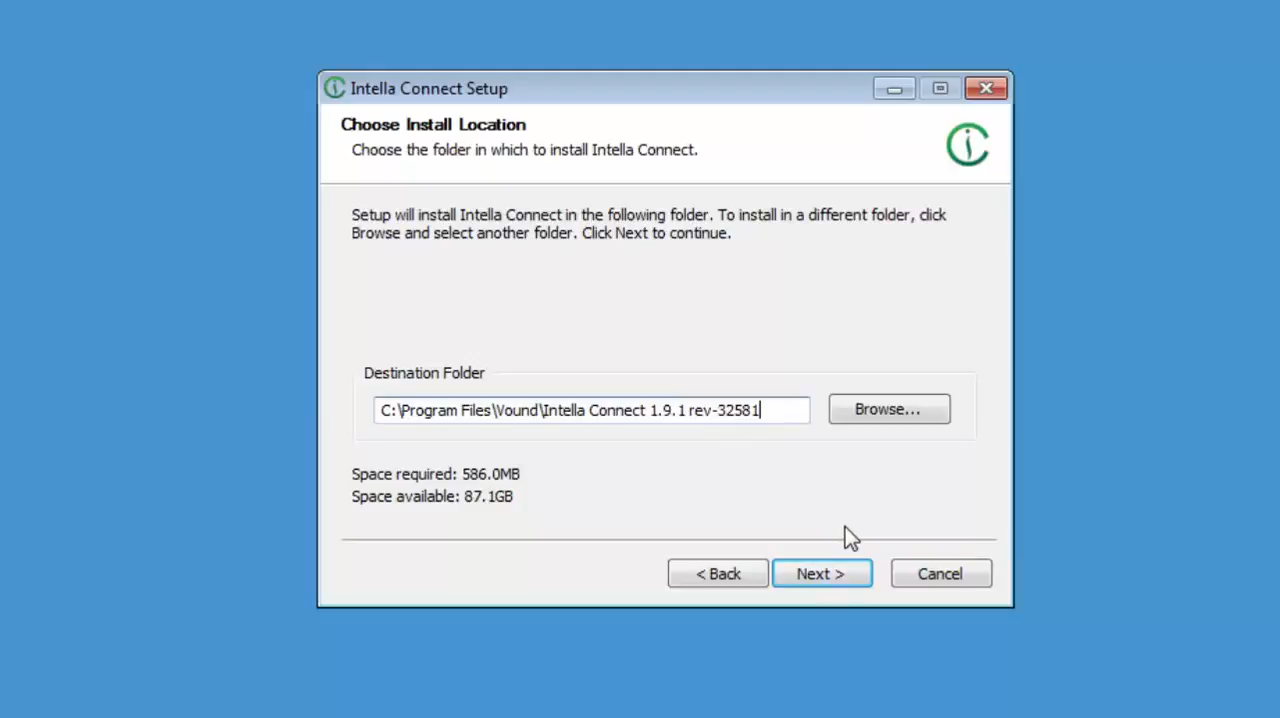 Intella Connect Setup
Choose Install Location
Choose the folder in which to install Intella Connect.
Setup will install Intella Connect in the following folder. To install in a different folder, click
Browse and select another folder. Click Next to continue.
Destination Folder
C:\Program Files\Vound\Intella Connect 1.9.1 rev-32581
Browse...
Space required: 586.0MB
Space available: 87.1GB
< Back
Next >
Cancel